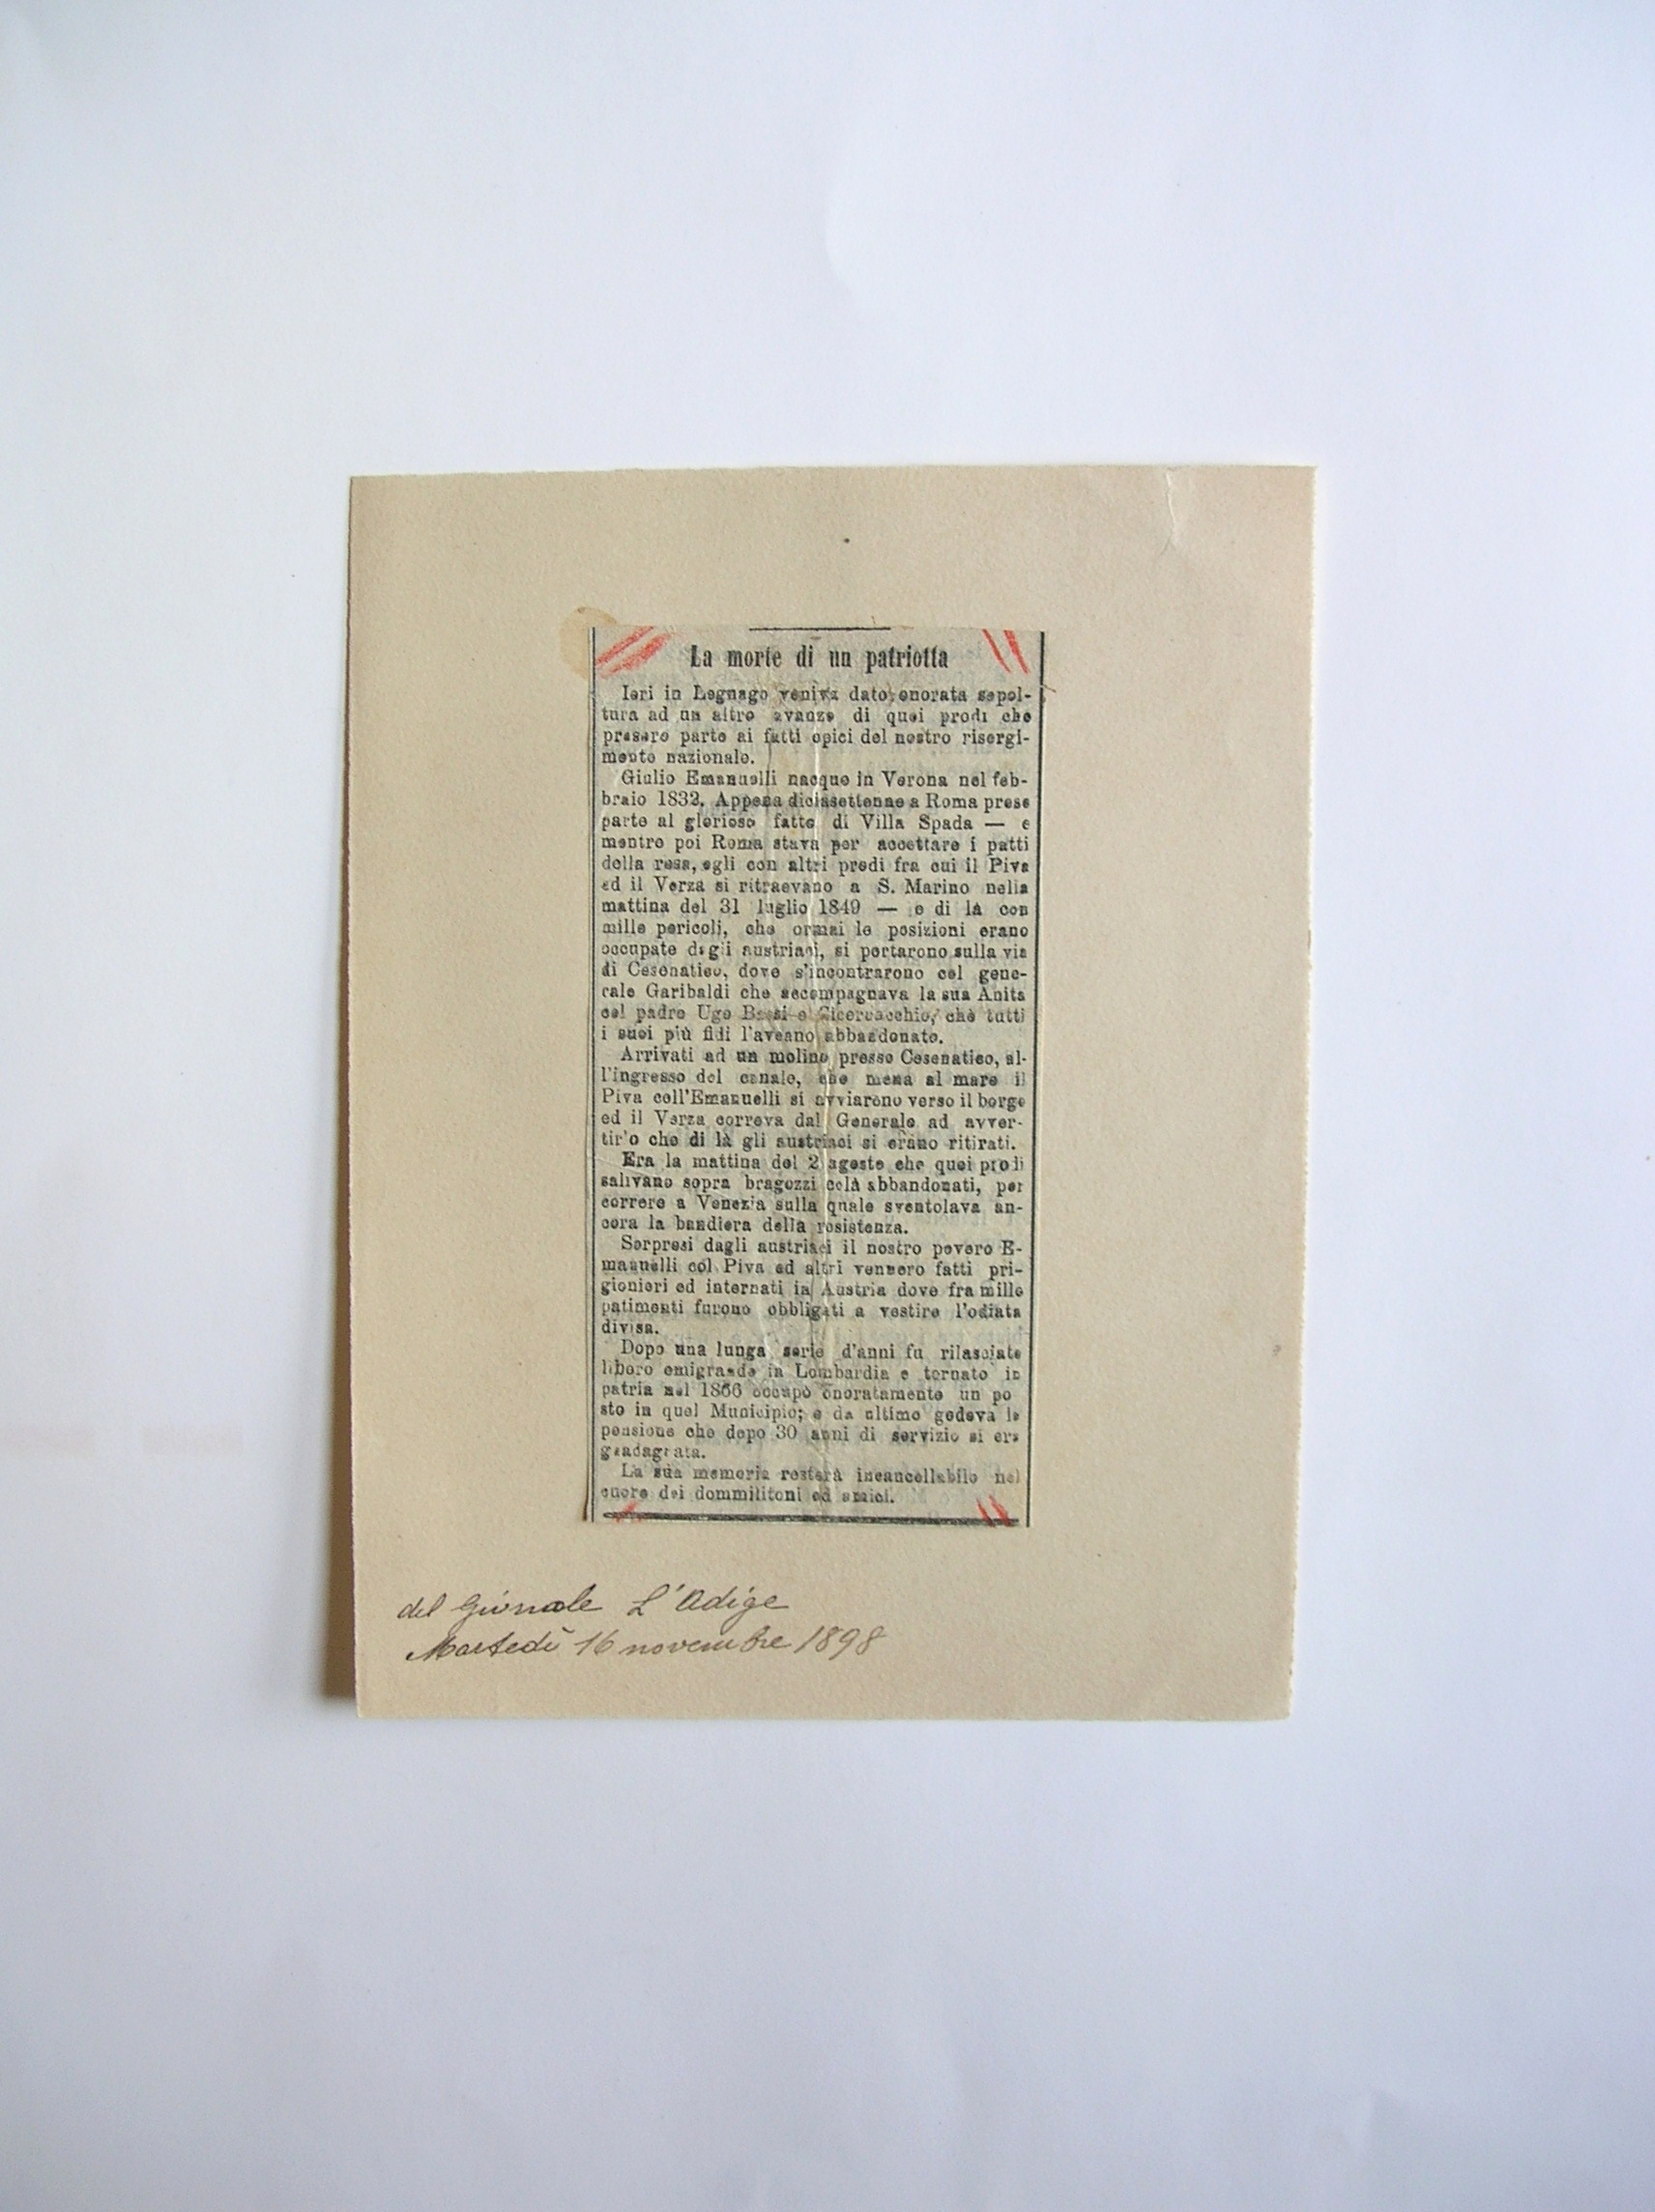 La morte di un patriotta
Ieri in Legnago veniva dato onorata sepol-
tura ad un altro avanzo di quei prodi che
presero parte ai fatti epici del nostro risorgi-
mento nazionale.
Giulio Emanuelli nacque in Verona nel feb-
braio 1832. Appena diciasettenne a Roma prese
parte al glorioso fatto di Villa Spada — e
mentre poi Roma stava per accettare i patti
della resa, egli con altri prodi fra cui il Piva
ed il Verza si ritraevano a S. Marino nella
mattina del 31 luglio 1849 — e di là con
mille pericoli, che ormai le posizioni erano
occupate dagli austriaci, si portarono sulla via
di Cesenatico, dove s'incontrarono col gene-
rale Garibaldi che accompagnava la sua Anita
col padre Ugo Bassi e Cicervacchio, chè tutti
i suoi più fidi l'aveano abbandonato.
Arrivati ad un molino presso Cesenatico, al-
l'ingresso del canale, che mena al mare il
Piva coll'Emanuelli si avviarono verso il borgo
ed il Verza correva dal Generale ad avver-
tirlo che di là gli austriaci si erano ritirati.
Era la mattina del 2 agosto che quei prodi
salivano sopra bragozzi colà abbandonati, per
correre a Venezia sulla quale sventolava an-
cora la bandiera della resistenza.
Sorpresi dagli austriaci il nostro povero E-
manuelli col Piva ed altri vennero fatti pri-
gionieri ed internati in Austria dove fra mille
patimenti furono obbligati a vestire l'odiata
divisa.
Dopo una lunga serie d'anni fu rilasciato
libero emigrando in Lombardia e tornato in
patria nel 1866 occupò onoratamente un po
sto in quel Municipio; e da ultimo godeva la
pensione che dopo 30 anni di servizio si era
guadagnata.
La sua memoria resterà incancellabile nel
cuore dei dommilitoni ed amici.
del Giornale L'Adige
Martedì 16 novembre 1898